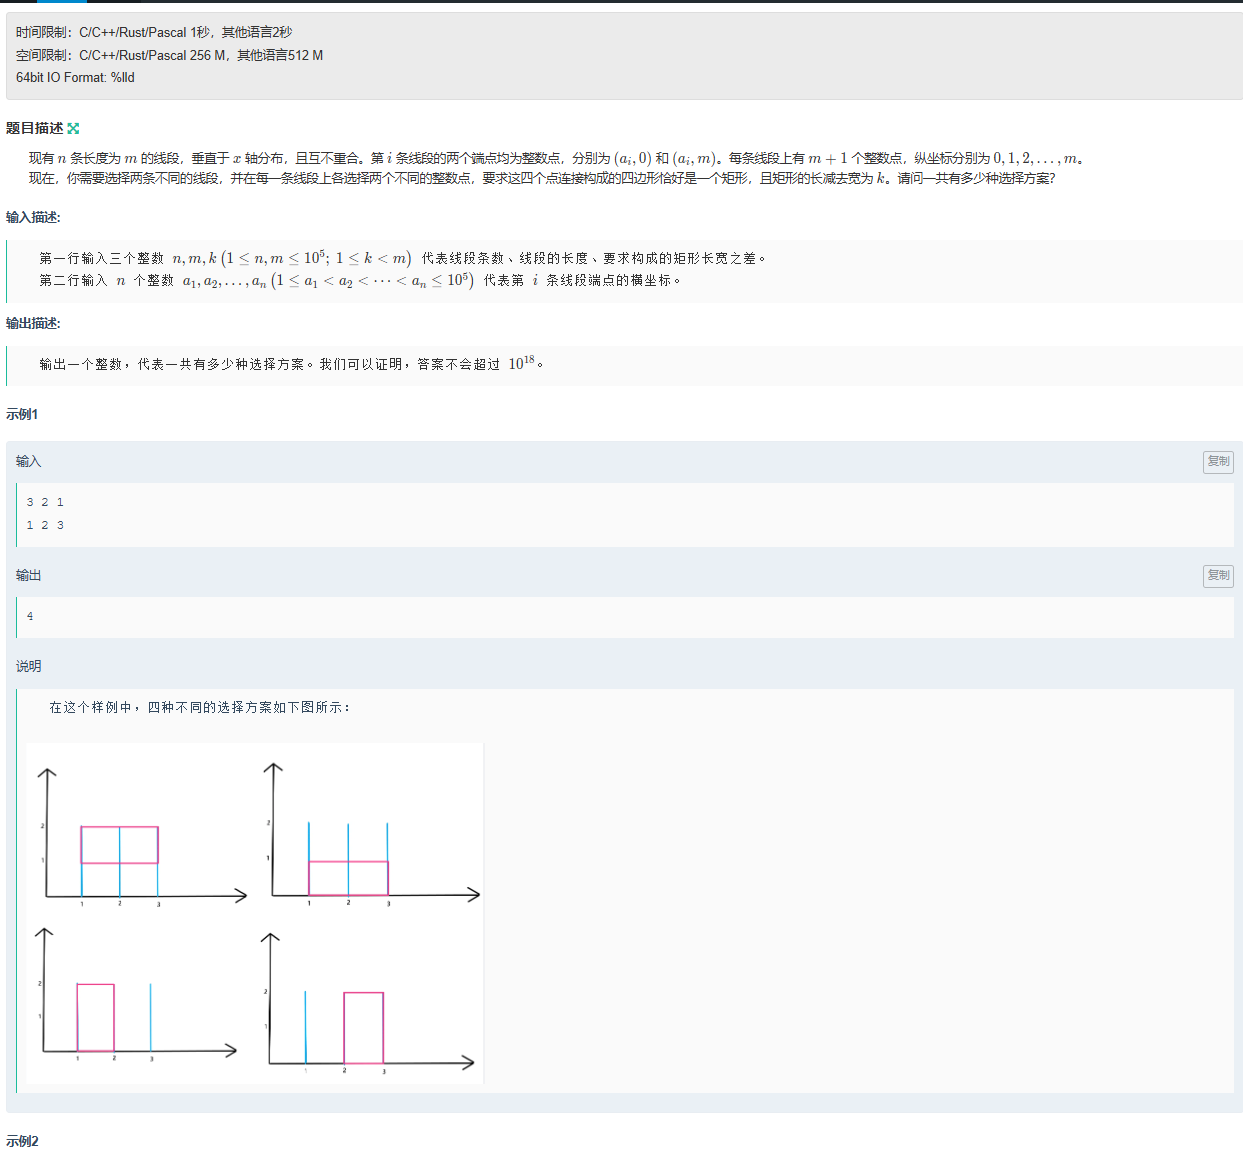 时间限制：C/C++/Rust/Pascal 1秒，其他语言2秒
空间限制：C/C++/Rust/Pascal 256 M，其他语言512 M
64bit IO Format: %lld
题目描述
现有 n 条长度为 m 的线段，垂直于 x 轴分布，且互不重合。第 i 条线段的两个端点均为整数点，分别为 (a_i, 0) 和 (a_i, m)。每条线段上有 m + 1 个整数点，纵坐标分别为 0, 1, 2, . . . , m。
现在，你需要选择两条不同的线段，并在每一条线段上各选择两个不同的整数点，要求这四个点连接构成的四边形恰好是一个矩形，且矩形的长减去宽为 k。请问一共有多少种选择方案？
输入描述:
第一行输入三个整数 n, m, k (1 ≤ n, m ≤ 10^5; 1 ≤ k < m) 代表线段条数、线段的长度、要求构成的矩形长宽之差。
第二行输入 n 个整数 a_1, a_2, . . . , a_n (1 ≤ a_1 < a_2 < ··· < a_n ≤ 10^5) 代表第 i 条线段端点的横坐标。
输出描述:
输出一个整数，代表一共有多少种选择方案。我们可以证明，答案不会超过 10^18。
示例1
输入
复制
3 2 1
1 2 3
输出
复制
4
说明
在这个样例中，四种不同的选择方案如下图所示：
2
1
1 2 3
2
1
1 2 3
2
1
1 2 3
2
1
1 2 3
示例2